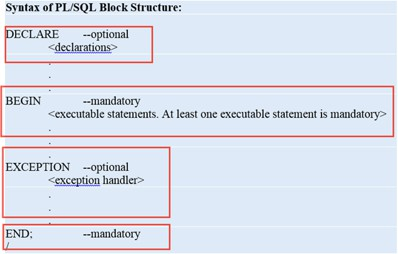 Syntax of PL/SQL Block Structure:
DECLARE --optional
<declarations>
.
.
BEGIN --mandatory
<executable statements. At least one executable statement is mandatory>
.
.
.
EXCEPTION --optional
<exception handler>
.
.
.
END; --mandatory
/